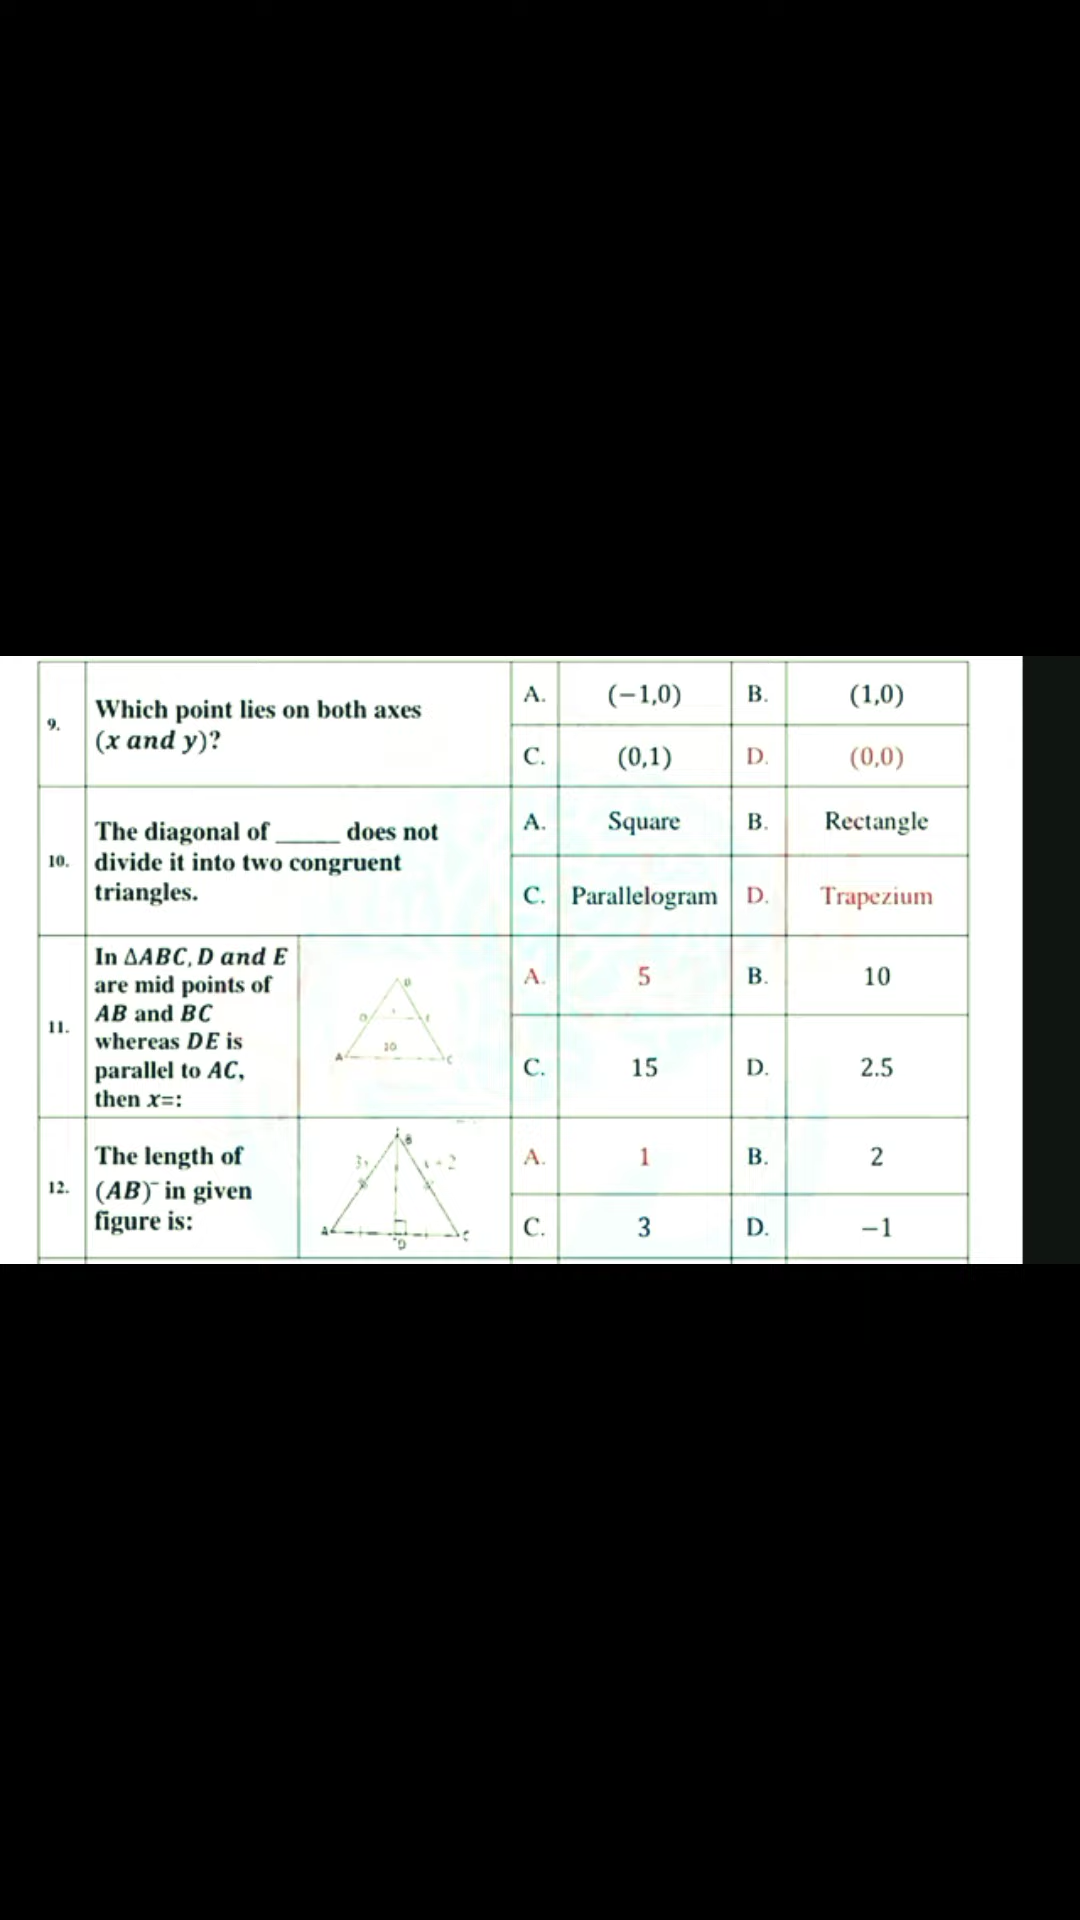 9.
Which point lies on both axes
(x and y)?
A. (−1,0) B. (1,0)
C. (0,1) D. (0,0)
10.
The diagonal of _____ does not
divide it into two congruent
triangles.
A. Square B. Rectangle
C. Parallelogram D. Trapezium
11.
In ΔABC, D and E
are mid points of
AB and BC
whereas DE is
parallel to AC,
then x=:
B
D E
10
A C
A. 5 B. 10
C. 15 D. 2.5
12.
The length of
(AB)‾ in given
figure is:
B
3x x+2
A D C
A. 1 B. 2
C. 3 D. −1